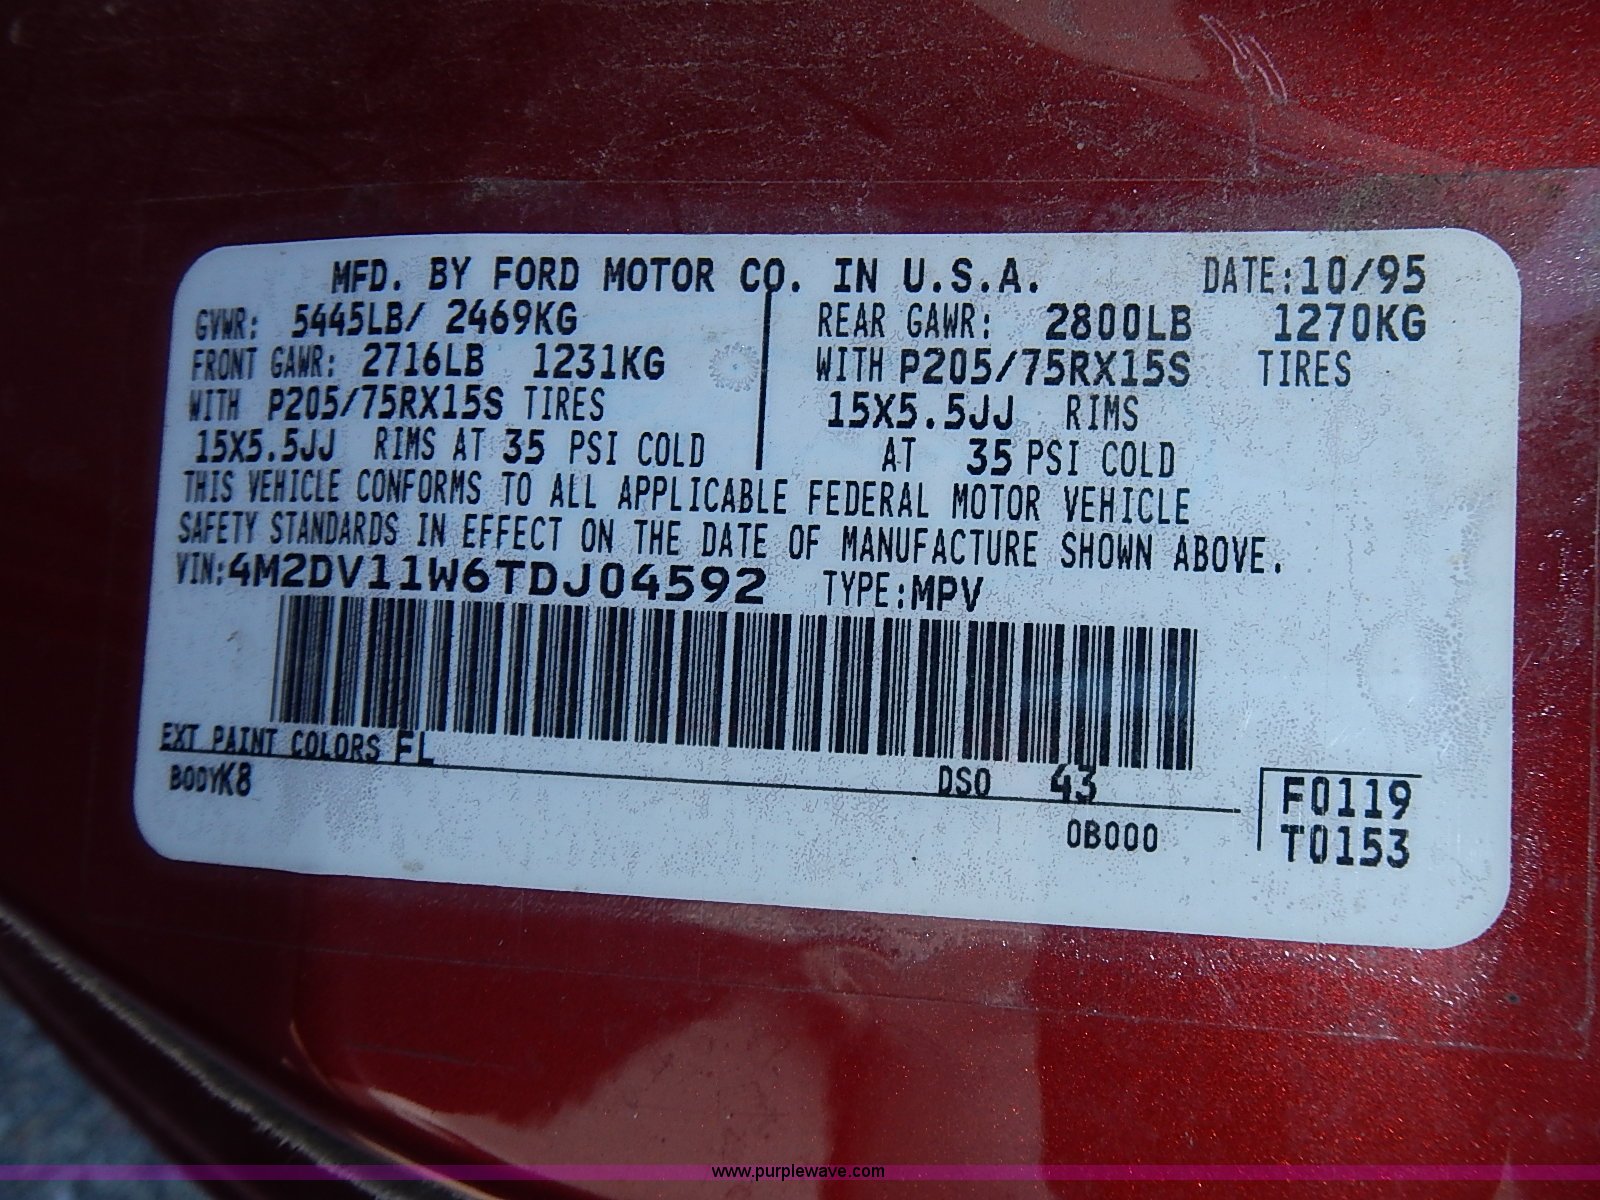 MFD. BY FORD MOTOR CO. IN U.S.A. DATE:10/95
GVWR: 5445LB/ 2469KG
FRONT GAWR: 2716LB 1231KG
WITH P205/75RX15S TIRES
15X5.5JJ RIMS AT 35 PSI COLD
REAR GAWR: 2800LB 1270KG
WITH P205/75RX15S TIRES
15X5.5JJ RIMS
AT 35 PSI COLD
THIS VEHICLE CONFORMS TO ALL APPLICABLE FEDERAL MOTOR VEHICLE
SAFETY STANDARDS IN EFFECT ON THE DATE OF MANUFACTURE SHOWN ABOVE.
VIN:4M2DV11W6TDJ04592 TYPE:MPV
EXT PAINT COLORS FL
DSO 43
BODYK8
0B000
F0119
T0153
www.purplewave.com